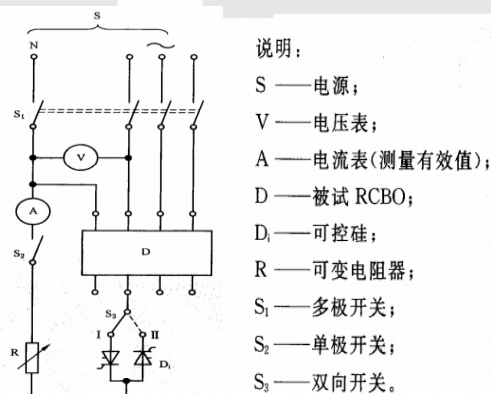 S
N
说明：
S1
S——电源；
V
V——电压表；
A
A——电流表(测量有效值)；
S2
D
D——被试 RCBO；
Di——可控硅；
S3
I
II
R
Di
R——可变电阻器；
S1——多极开关；
S2——单极开关；
S3——双向开关。